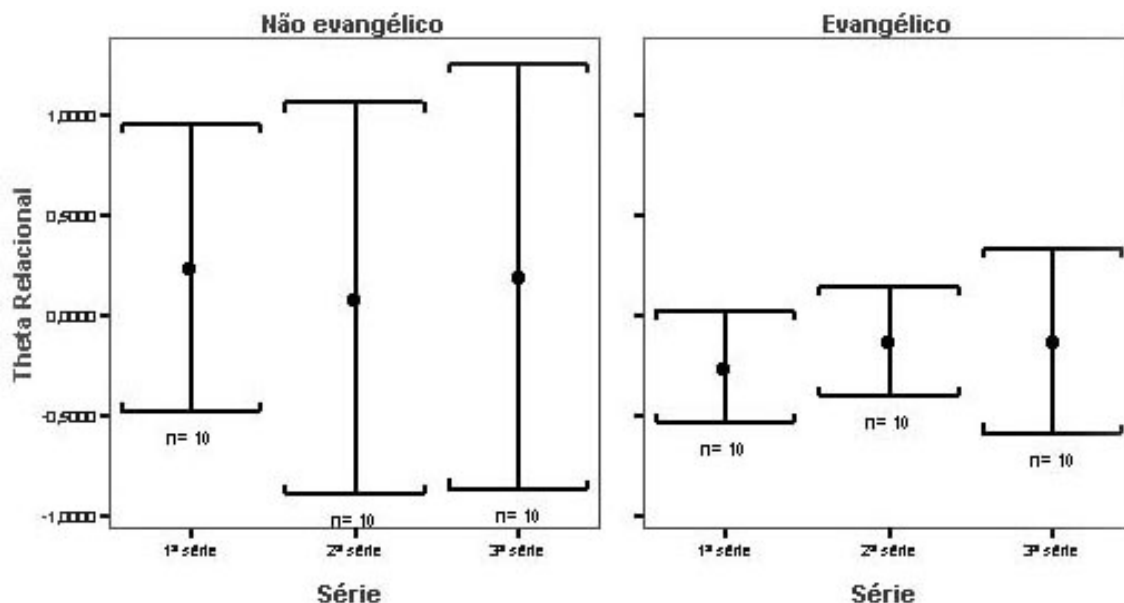 Não evangélico
Evangélico
Theta Relacional
1,0000
0,5000
0,0000
-0,5000
-1,0000
n= 10
n= 10
n= 10
n= 10
n= 10
n= 10
1ª série
2ª série
3ª série
1ª série
2ª série
3ª série
Série
Série